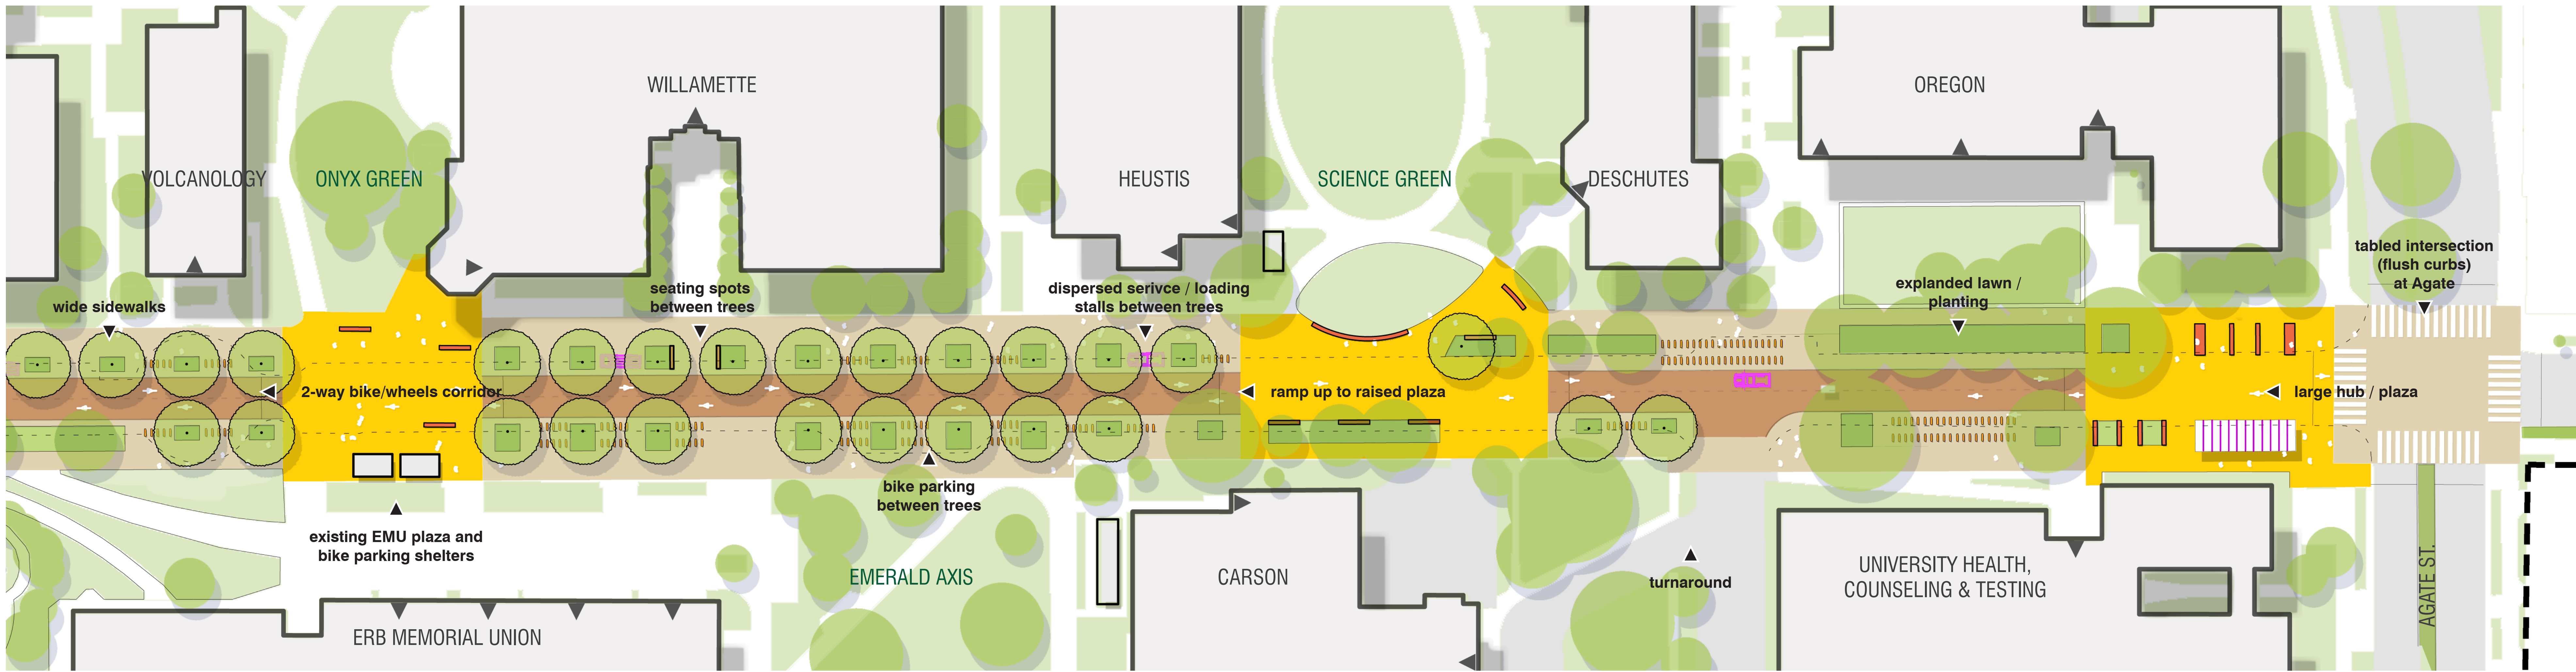 WILLAMETTE
OREGON
VOLCANOLOGY
ONYX GREEN
HEUSTIS
SCIENCE GREEN
DESCHUTES
wide sidewalks
seating spots
between trees
dispersed serivce / loading
stalls between trees
explanded lawn /
planting
tabled intersection
(flush curbs)
at Agate
2-way bike/wheels corridor
ramp up to raised plaza
large hub / plaza
existing EMU plaza and
bike parking shelters
bike parking
between trees
EMERALD AXIS
CARSON
turnaround
UNIVERSITY HEALTH,
COUNSELING & TESTING
AGATE ST.
ERB MEMORIAL UNION